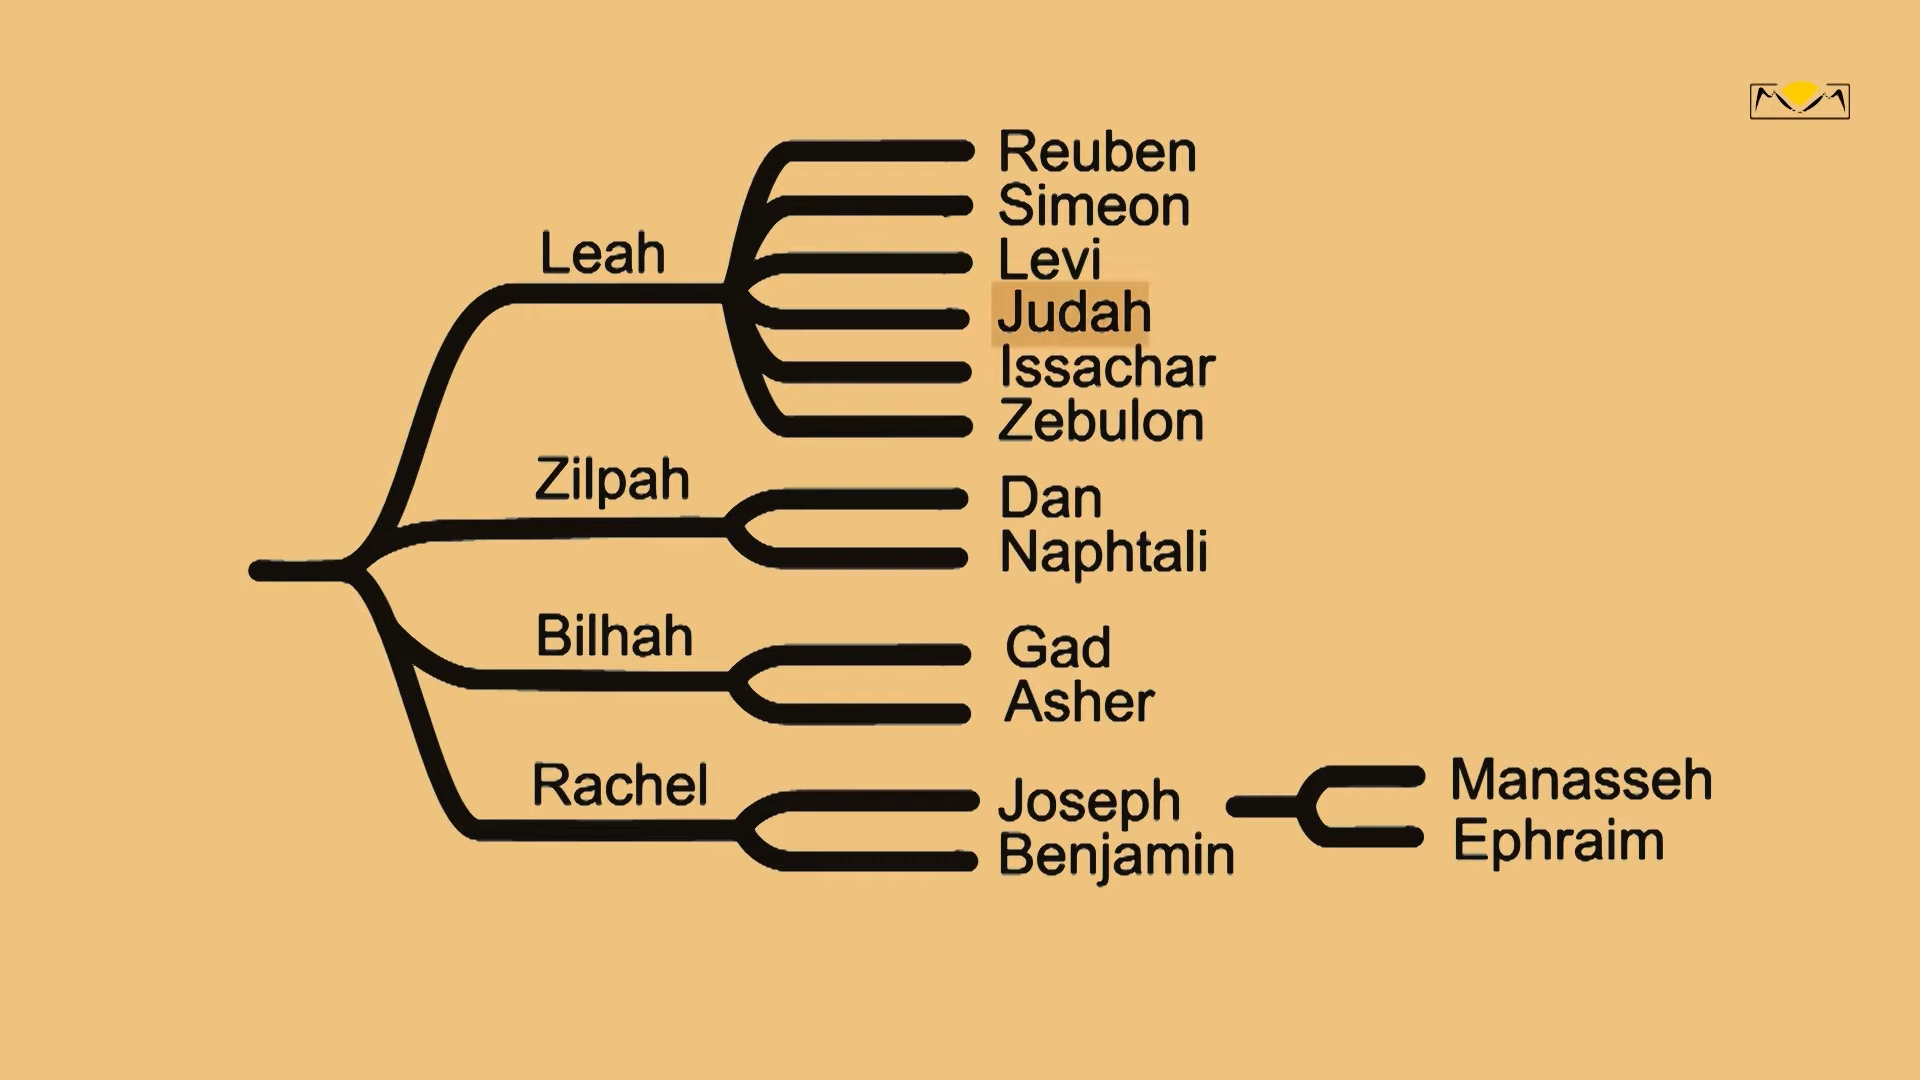 Leah
Reuben
Simeon
Levi
Judah
Issachar
Zebulon
Zilpah
Dan
Naphtali
Bilhah
Gad
Asher
Rachel
Joseph
Benjamin
Manasseh
Ephraim